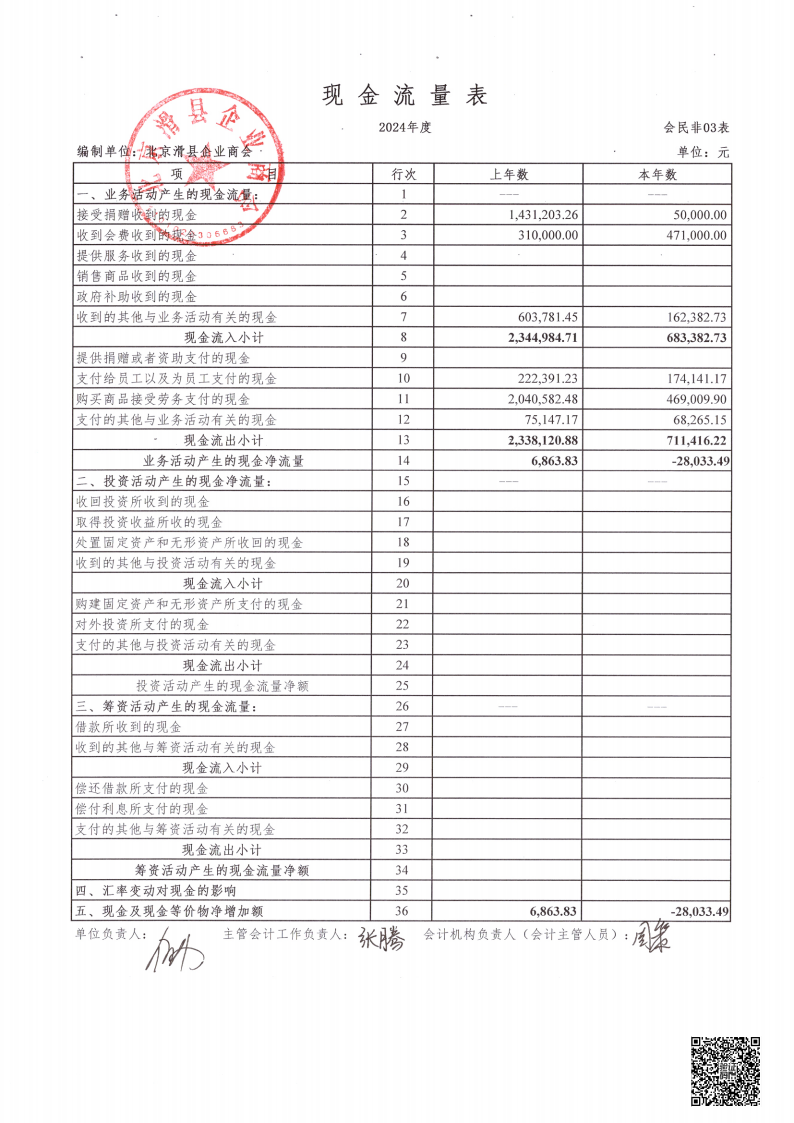 现金流量表
2024年度 会民非03表
编制单位：北京滑县企业商会 单位：元
项 目 行次 上年数 本年数
一、业务活动产生的现金流量： 1 —— ——
接受捐赠收到的现金 2 1,431,203.26 50,000.00
收到会费收到的现金 3 310,000.00 471,000.00
提供服务收到的现金 4
销售商品收到的现金 5
政府补助收到的现金 6
收到的其他与业务活动有关的现金 7 603,781.45 162,382.73
现金流入小计 8 2,344,984.71 683,382.73
提供捐赠或者资助支付的现金 9
支付给员工以及为员工支付的现金 10 222,391.23 174,141.17
购买商品接受劳务支付的现金 11 2,040,582.48 469,009.90
支付的其他与业务活动有关的现金 12 75,147.17 68,265.15
现金流出小计 13 2,338,120.88 711,416.22
业务活动产生的现金净流量 14 6,863.83 -28,033.49
二、投资活动产生的现金净流量： 15 —— ——
收回投资所收到的现金 16
取得投资收益所收的现金 17
处置固定资产和无形资产所收回的现金 18
收到的其他与投资活动有关的现金 19
现金流入小计 20
购建固定资产和无形资产所支付的现金 21
对外投资所支付的现金 22
支付的其他与投资活动有关的现金 23
现金流出小计 24
投资活动产生的现金流量净额 25
三、筹资活动产生的现金流量： 26 —— ——
借款所收到的现金 27
收到的其他与筹资活动有关的现金 28
现金流入小计 29
偿还借款所支付的现金 30
偿付利息所支付的现金 31
支付的其他与筹资活动有关的现金 32
现金流出小计 33
筹资活动产生的现金流量净额 34
四、汇率变动对现金的影响 35
五、现金及现金等价物净增加额 36 6,863.83 -28,033.49
单位负责人： 主管会计工作负责人：张腾 会计机构负责人（会计主管人员）：
北京滑县企业商会